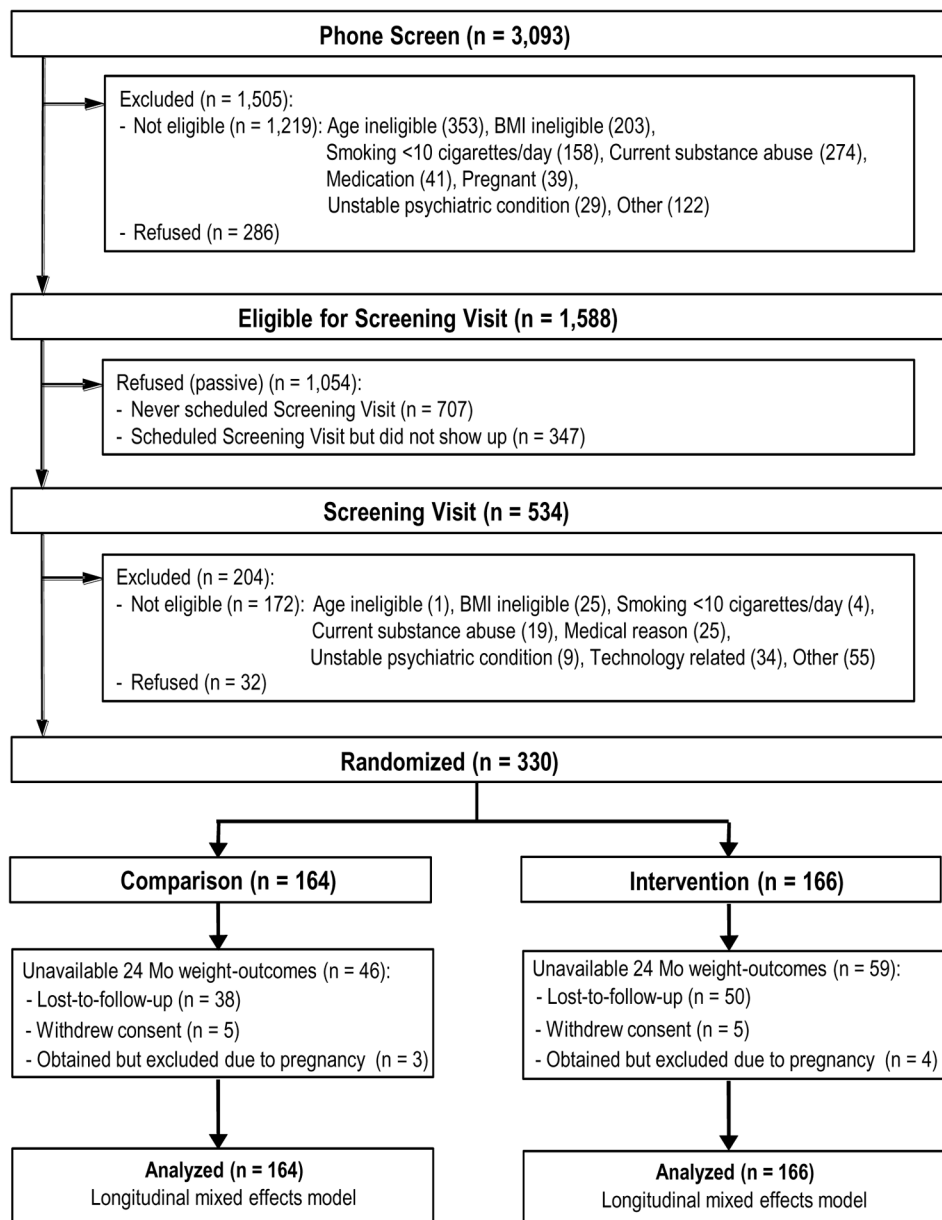 Phone Screen (n = 3,093)
Excluded (n = 1,505):
- Not eligible (n = 1,219): Age ineligible (353), BMI ineligible (203),
Smoking <10 cigarettes/day (158), Current substance abuse (274),
Medication (41), Pregnant (39),
Unstable psychiatric condition (29), Other (122)
- Refused (n = 286)
Eligible for Screening Visit (n = 1,588)
Refused (passive) (n = 1,054):
- Never scheduled Screening Visit (n = 707)
- Scheduled Screening Visit but did not show up (n = 347)
Screening Visit (n = 534)
Excluded (n = 204):
- Not eligible (n = 172): Age ineligible (1), BMI ineligible (25), Smoking <10 cigarettes/day (4),
Current substance abuse (19), Medical reason (25),
Unstable psychiatric condition (9), Technology related (34), Other (55)
- Refused (n = 32)
Randomized (n = 330)
Comparison (n = 164)
Unavailable 24 Mo weight-outcomes (n = 46):
- Lost-to-follow-up (n = 38)
- Withdrew consent (n = 5)
- Obtained but excluded due to pregnancy (n = 3)
Analyzed (n = 164)
Longitudinal mixed effects model
Intervention (n = 166)
Unavailable 24 Mo weight-outcomes (n = 59):
- Lost-to-follow-up (n = 50)
- Withdrew consent (n = 5)
- Obtained but excluded due to pregnancy (n = 4)
Analyzed (n = 166)
Longitudinal mixed effects model